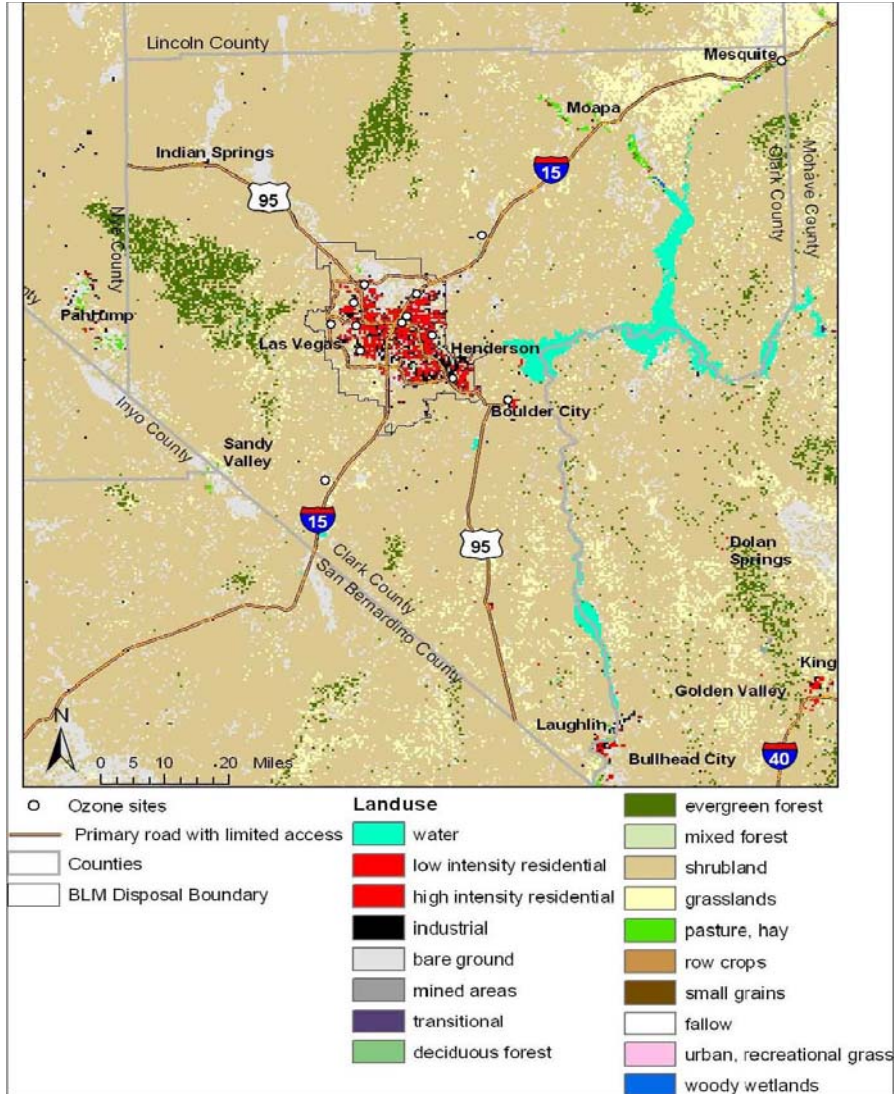 Lincoln County
Mesquite
Moapa
Indian Springs
15
95
Mohave County
Clark County
Nye County
Pahrump
Las Vegas
Henderson
Boulder City
Inyo County
Sandy
Valley
15
95
Clark County
San Bernardino County
Dolan
Springs
King
Golden Valley
N
Laughlin
Bullhead City
40
0 5 10 20 Miles
Ozone sites
Primary road with limited access
Counties
BLM Disposal Boundary
Landuse
water
low intensity residential
high intensity residential
industrial
bare ground
mined areas
transitional
deciduous forest
evergreen forest
mixed forest
shrubland
grasslands
pasture, hay
row crops
small grains
fallow
urban, recreational grass
woody wetlands